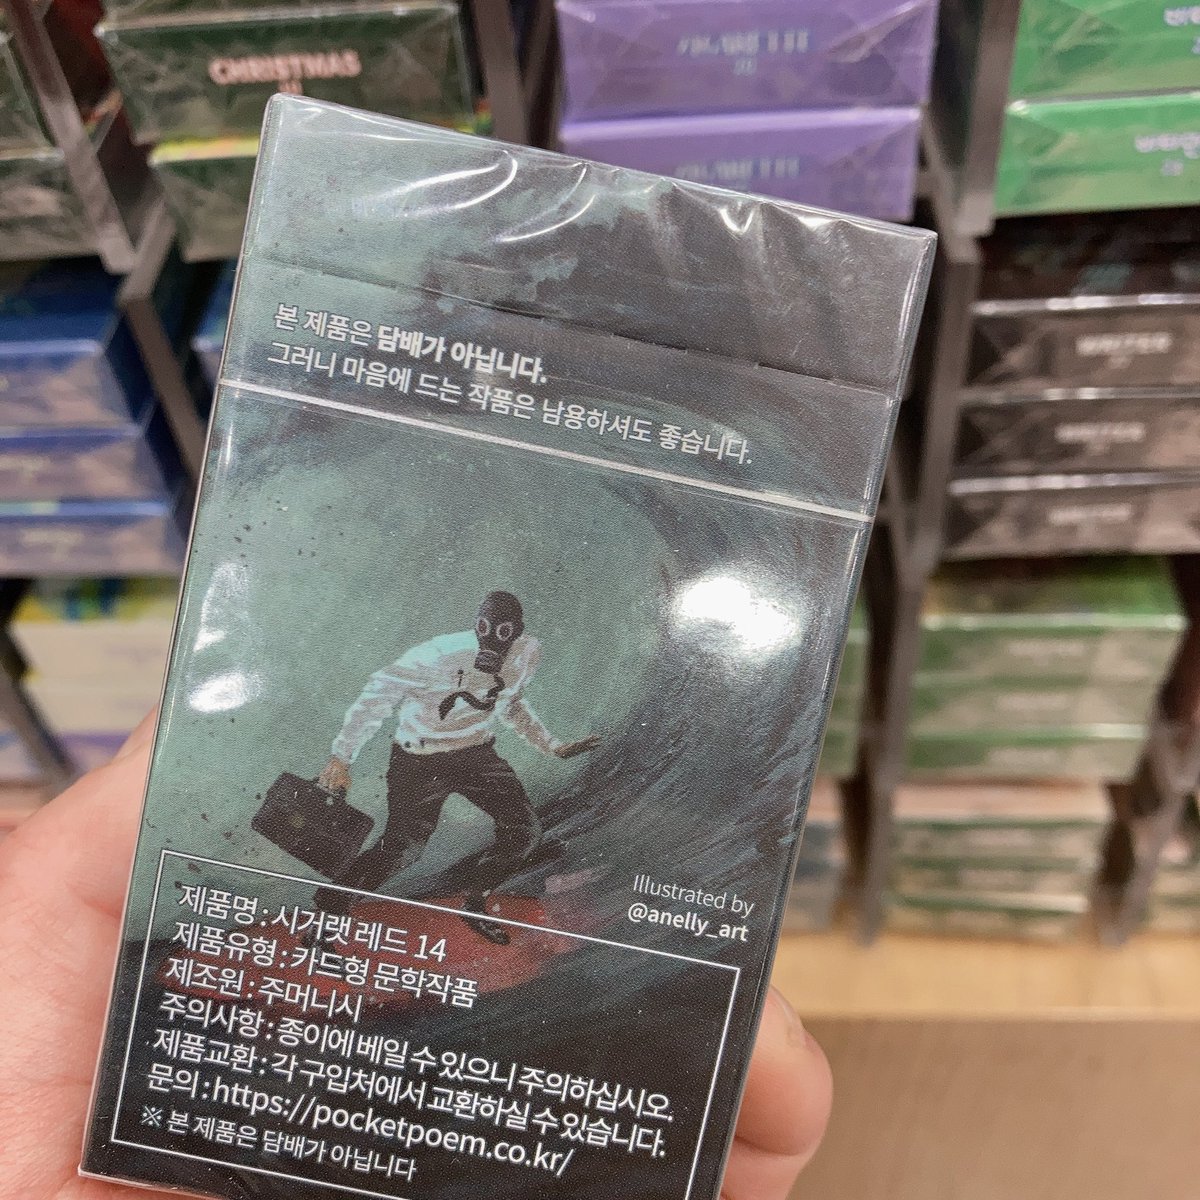 CHRISTMAS
본 제품은 담배가 아닙니다.
그러니 마음에 드는 작품은 남용하셔도 좋습니다.
Illustrated by
@anelly_art
제품명 : 시거랫 레드 14
제품유형 : 카드형 문학작품
제조원 : 주머니시
주의사항 : 종이에 베일 수 있으니 주의하십시오.
제품교환 : 각 구입처에서 교환하실 수 있습니다.
문의 : https://pocketpoem.co.kr/
※ 본 제품은 담배가 아닙니다
WRITER
WRITER
WRITER